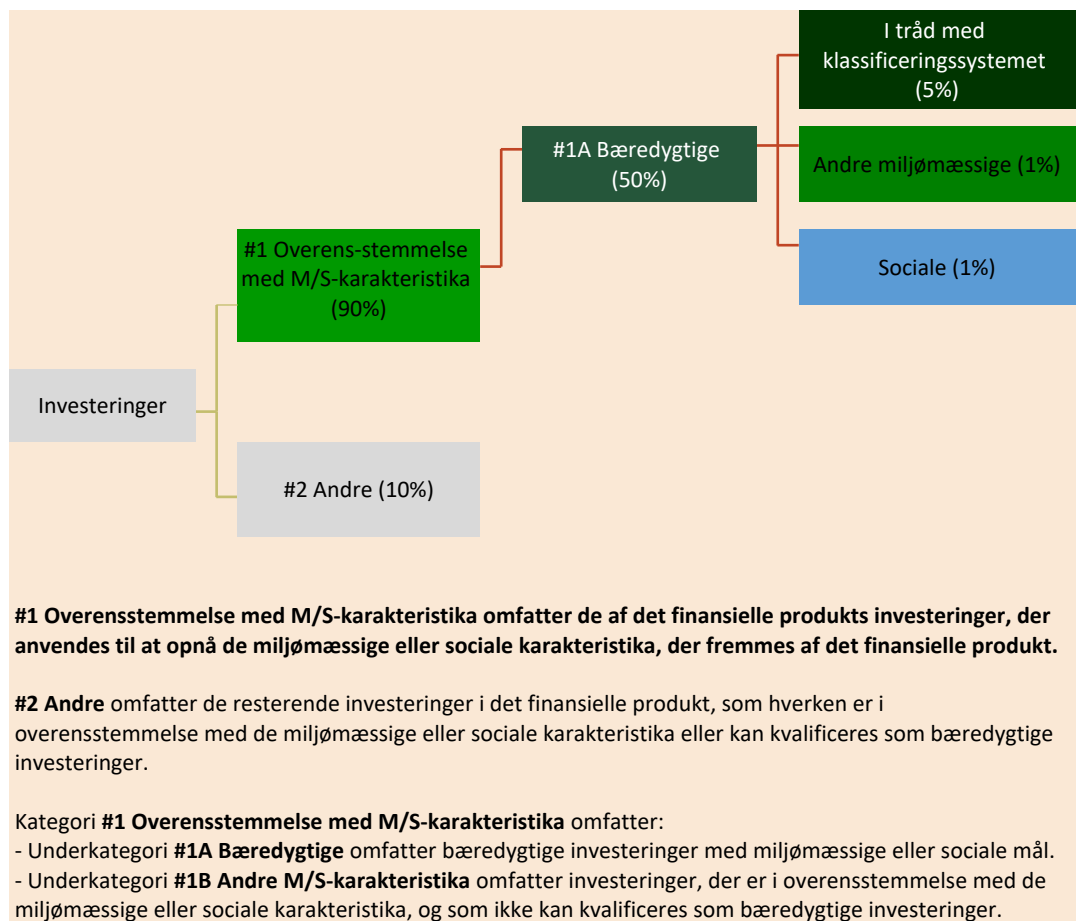 I tråd med
klassificeringssystemet
(5%)
#1A Bæredygtige
(50%)
Andre miljømæssige (1%)
#1 Overens-stemmelse
med M/S-karakteristika
(90%)
Sociale (1%)
Investeringer
#2 Andre (10%)
#1 Overensstemmelse med M/S-karakteristika omfatter de af det finansielle produkts investeringer, der
anvendes til at opnå de miljømæssige eller sociale karakteristika, der fremmes af det finansielle produkt.
#2 Andre omfatter de resterende investeringer i det finansielle produkt, som hverken er i
overensstemmelse med de miljømæssige eller sociale karakteristika eller kan kvalificeres som bæredygtige
investeringer.
Kategori #1 Overensstemmelse med M/S-karakteristika omfatter:
- Underkategori #1A Bæredygtige omfatter bæredygtige investeringer med miljømæssige eller sociale mål.
- Underkategori #1B Andre M/S-karakteristika omfatter investeringer, der er i overensstemmelse med de
miljømæssige eller sociale karakteristika, og som ikke kan kvalificeres som bæredygtige investeringer.